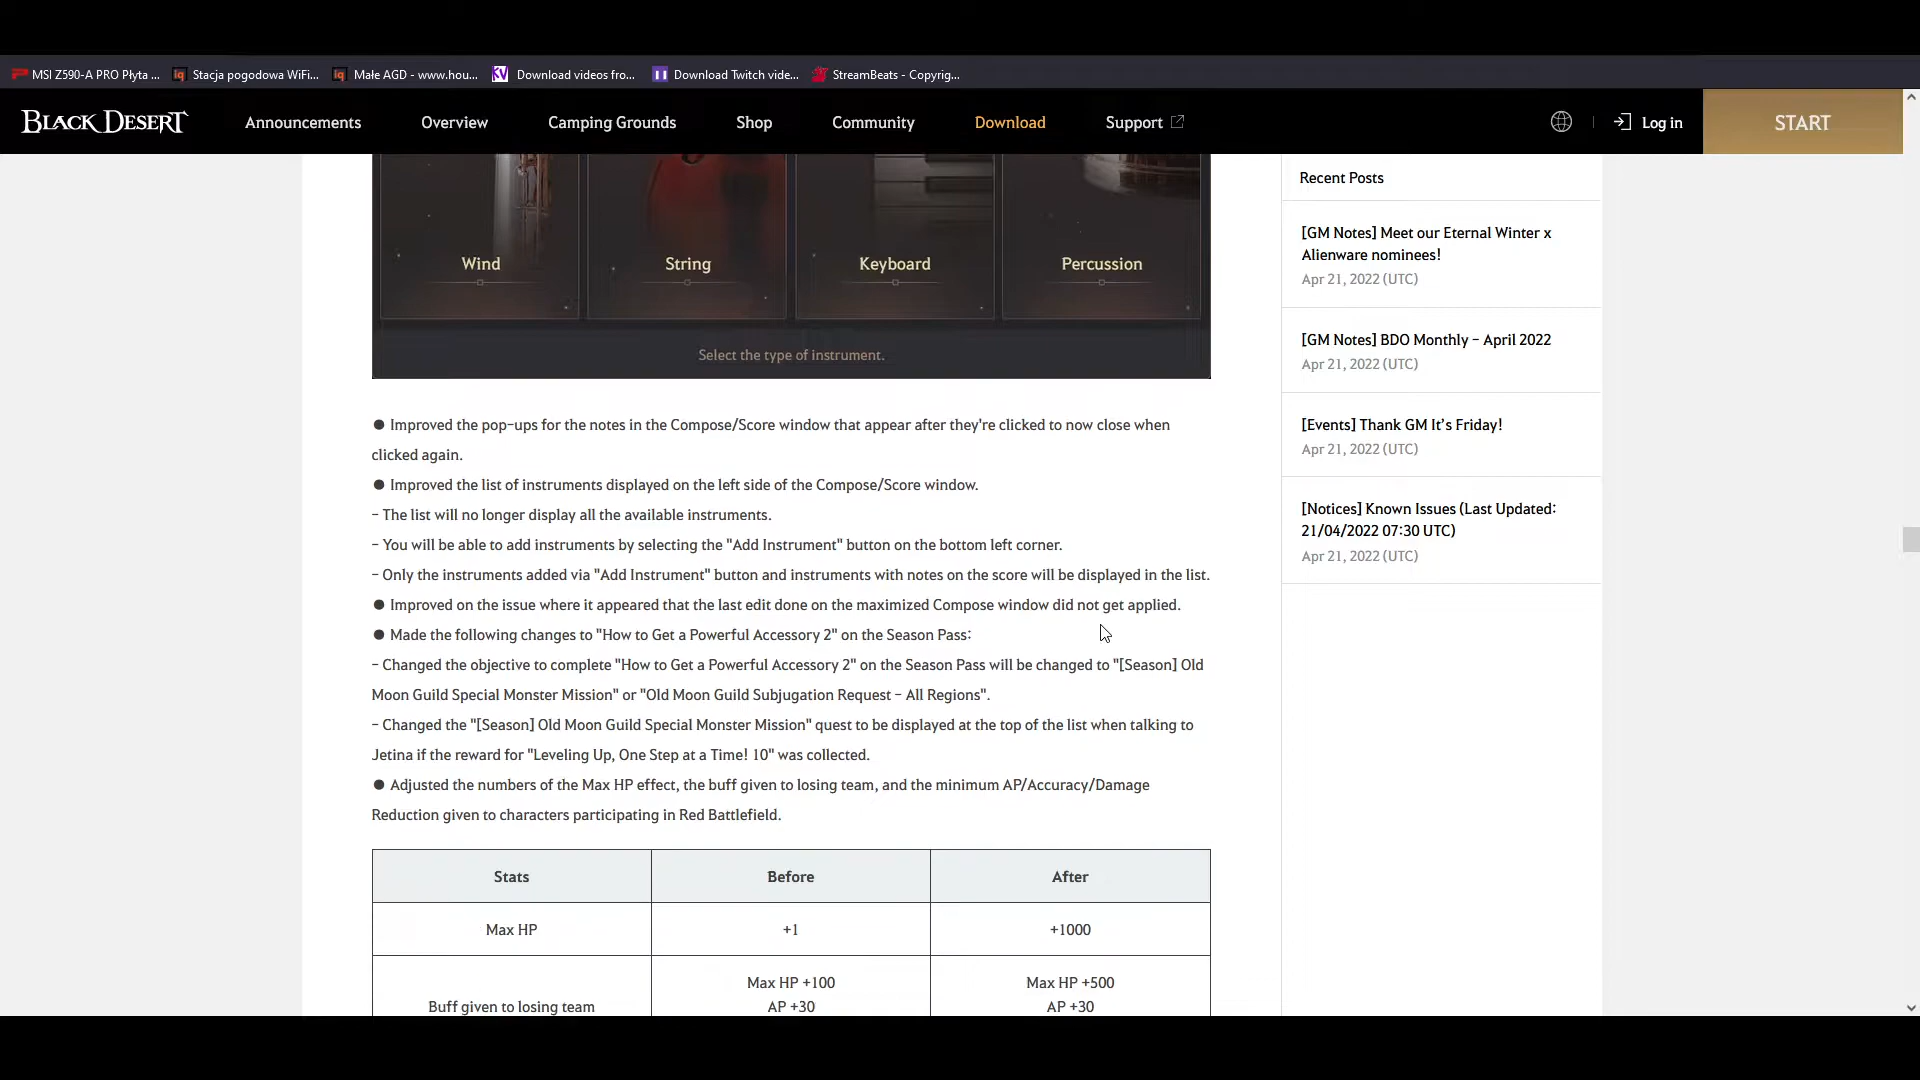 MSI Z590-A PRO Płyta ...
Stacja pogodowa WiFi...
Małe AGD - www.hou...
Download videos fro...
Download Twitch vide...
StreamBeats - Copyrig...
BLACK DESERT
Announcements
Overview
Camping Grounds
Shop
Community
Download
Support
Log in
START
Wind
String
Keyboard
Percussion
Select the type of instrument.
● Improved the pop-ups for the notes in the Compose/Score window that appear after they're clicked to now close when
clicked again.
● Improved the list of instruments displayed on the left side of the Compose/Score window.
- The list will no longer display all the available instruments.
- You will be able to add instruments by selecting the "Add Instrument" button on the bottom left corner.
- Only the instruments added via "Add Instrument" button and instruments with notes on the score will be displayed in the list.
● Improved on the issue where it appeared that the last edit done on the maximized Compose window did not get applied.
● Made the following changes to "How to Get a Powerful Accessory 2" on the Season Pass:
- Changed the objective to complete "How to Get a Powerful Accessory 2" on the Season Pass will be changed to "[Season] Old
Moon Guild Special Monster Mission" or "Old Moon Guild Subjugation Request - All Regions".
- Changed the "[Season] Old Moon Guild Special Monster Mission" quest to be displayed at the top of the list when talking to
Jetina if the reward for "Leveling Up, One Step at a Time! 10" was collected.
● Adjusted the numbers of the Max HP effect, the buff given to losing team, and the minimum AP/Accuracy/Damage
Reduction given to characters participating in Red Battlefield.
Stats
Before
After
Max HP
+1
+1000
Buff given to losing team
Max HP +100
AP +30
Max HP +500
AP +30
Recent Posts
[GM Notes] Meet our Eternal Winter x
Alienware nominees!
Apr 21, 2022 (UTC)
[GM Notes] BDO Monthly - April 2022
Apr 21, 2022 (UTC)
[Events] Thank GM It's Friday!
Apr 21, 2022 (UTC)
[Notices] Known Issues (Last Updated:
21/04/2022 07:30 UTC)
Apr 21, 2022 (UTC)